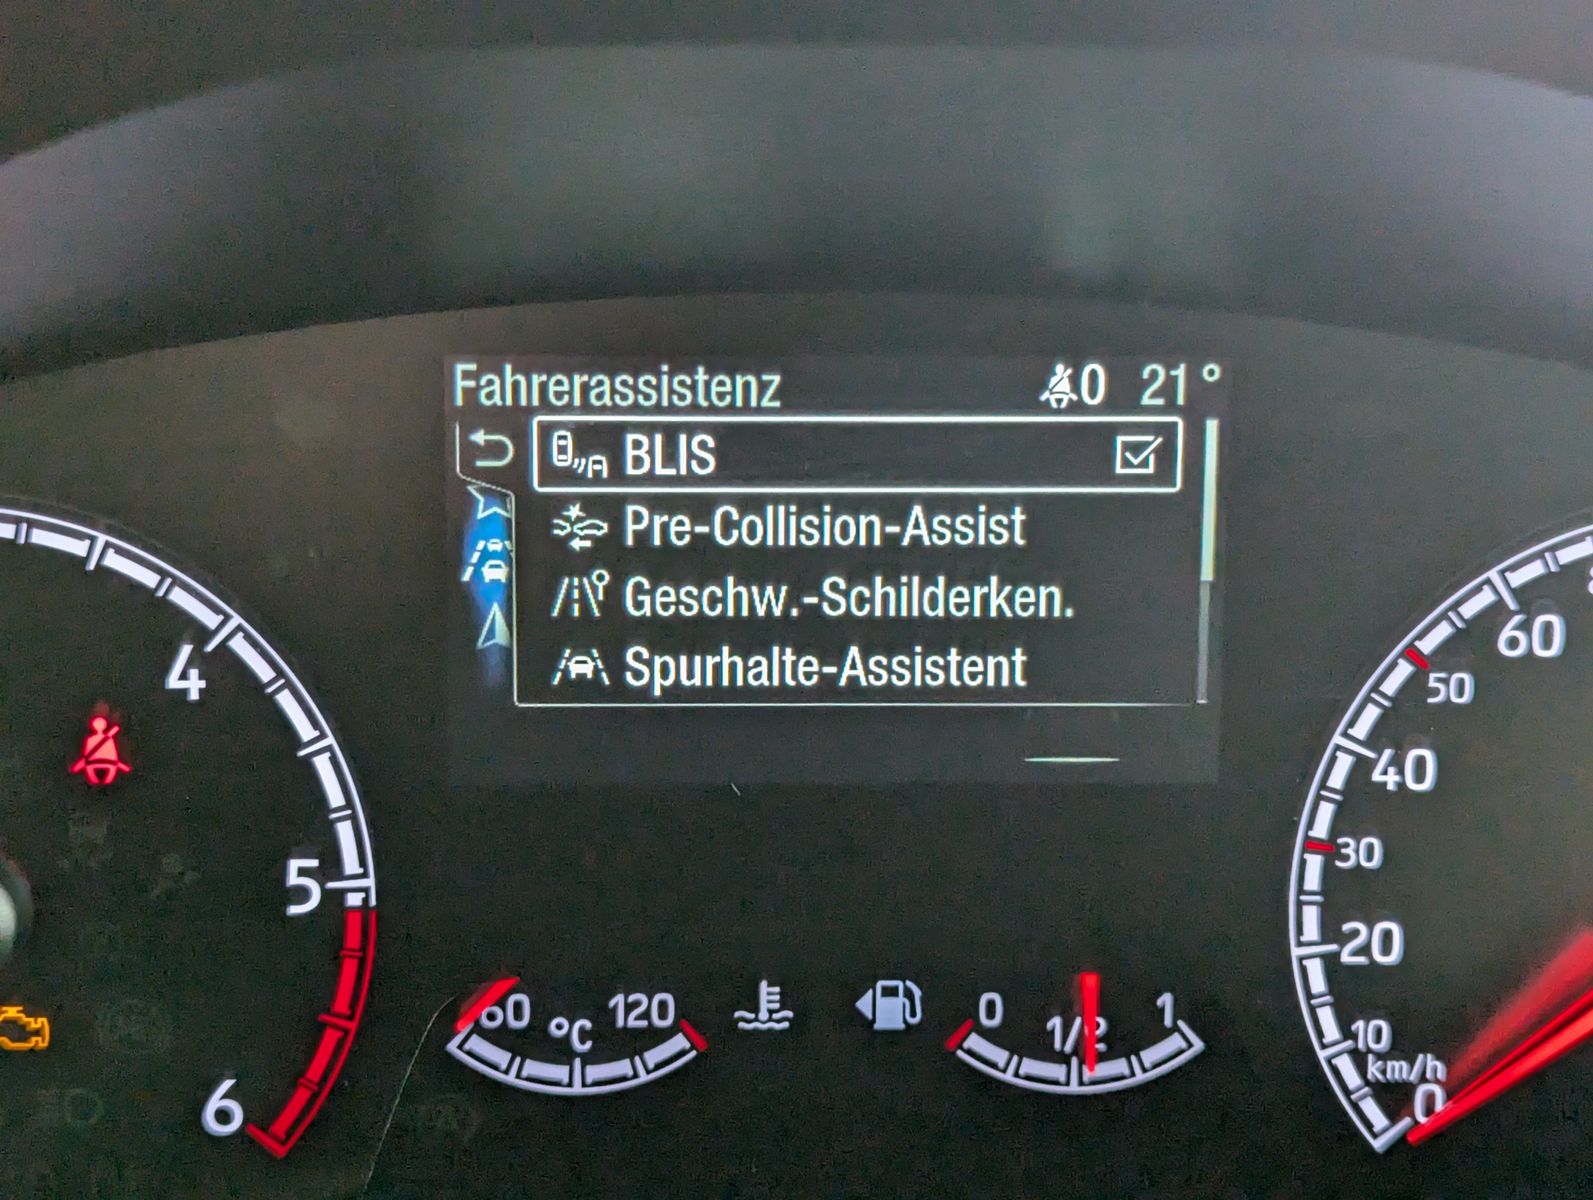 Fahrerassistenz 0 21°
BLIS
Pre-Collision-Assist
Geschw.-Schilderken.
Spurhalte-Assistent
4
5
6
60 °C 120
0 1/2 1
60
50
40
30
20
10
km/h
0